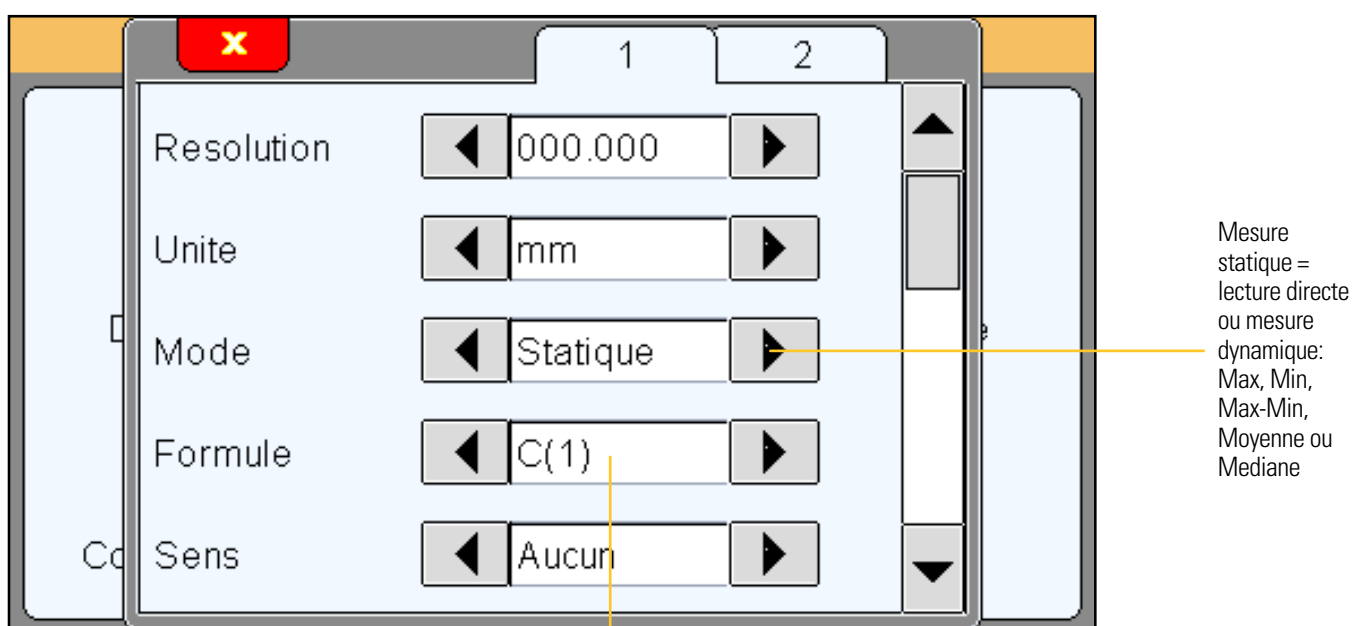 x
1
2
Resolution
000.000
Unite
mm
Mode
Statique
Formule
C(1)
Sens
Aucun
Co
Mesure
statique =
lecture directe
ou mesure
dynamique:
Max, Min,
Max-Min,
Moyenne ou
Mediane